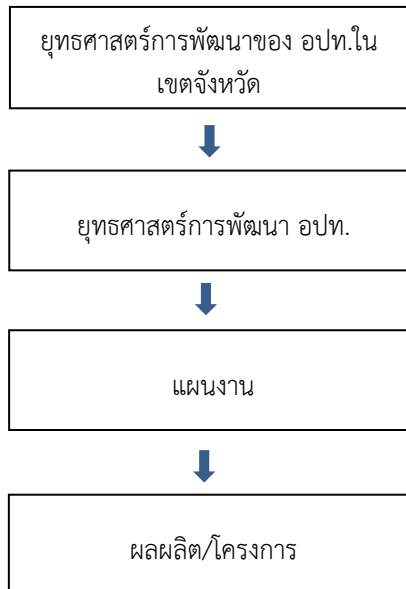 ยุทธศาสตร์การพัฒนาของ อปท.ใน
เขตจังหวัด
ยุทธศาสตร์การพัฒนา อปท.
แผนงาน
ผลผลิต/โครงการ